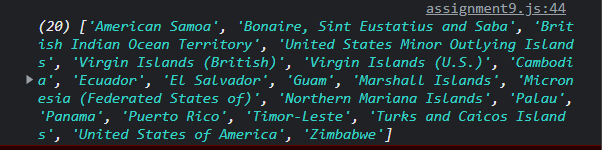 assignment9.js:44
(20) ['American Samoa', 'Bonaire, Sint Eustatius and Saba', 'Brit
ish Indian Ocean Territory', 'United States Minor Outlying Island
s', 'Virgin Islands (British)', 'Virgin Islands (U.S.)', 'Cambodi
a', 'Ecuador', 'El Salvador', 'Guam', 'Marshall Islands', 'Micron
esia (Federated States of)', 'Northern Mariana Islands', 'Palau',
'Panama', 'Puerto Rico', 'Timor-Leste', 'Turks and Caicos Island
s', 'United States of America', 'Zimbabwe']